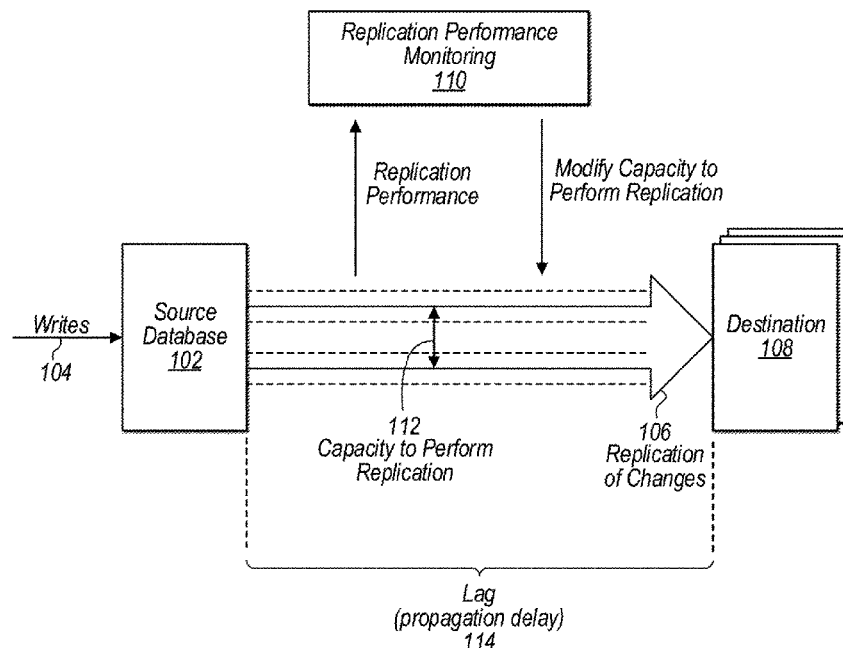 Replication Performance
Monitoring
110
Replication
Performance
Modify Capacity to
Perform Replication
Writes
104
Source
Database
102
Destination
108
112
Capacity to Perform
Replication
106
Replication
of Changes
Lag
(propagation delay)
114